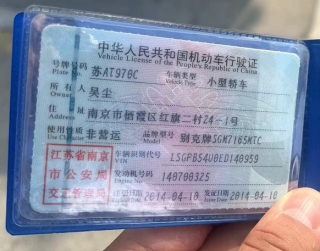 中华人民共和国机动车行驶证
Vehicle License of the People's Republic of China
号牌号码 苏AT970C 车辆类型 小型轿车
Plate No. Vehicle Type
所有人 吴尘
Owner
住址 南京市栖霞区红旗二村24-1号
Address
使用性质 非营运 品牌型号 别克牌SGM7165MTC
Use Character Model
江苏省南京 车辆识别代号 LSGPB54U0ED140959
VIN
市公安局 发动机号码 140700325
Engine No.
交通警察局 注册日期 2014-04-10 发证日期 2014-04-10
Register Date Issue Date